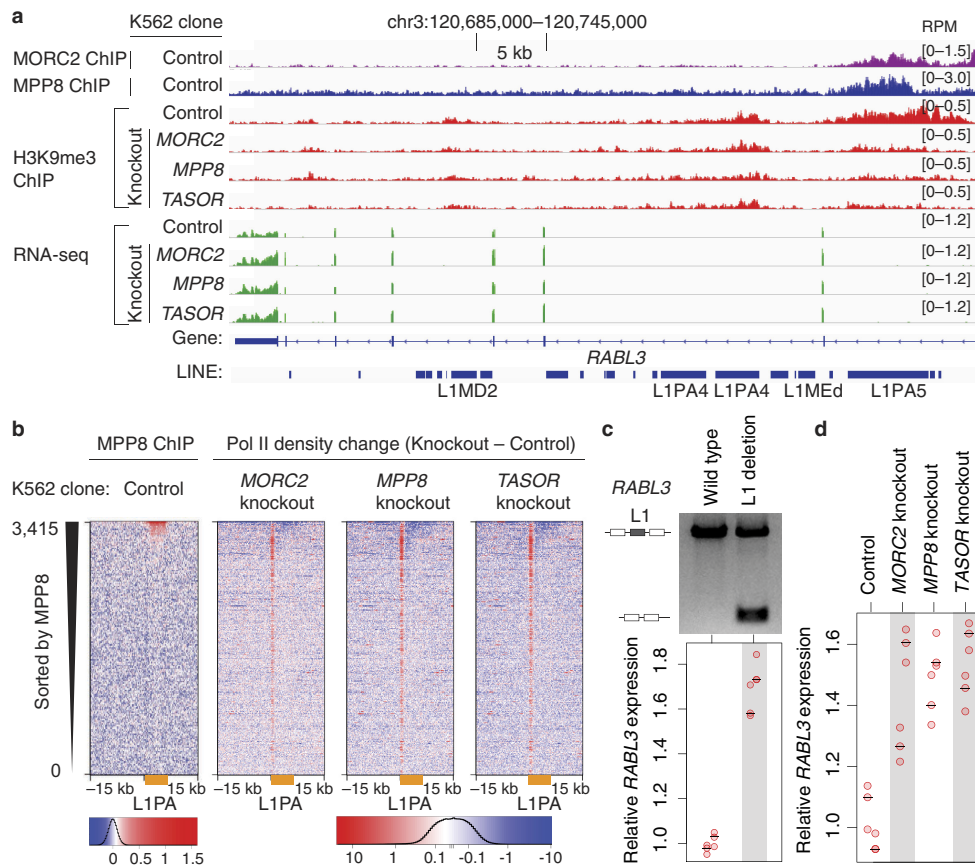 a
K562 clone
chr3:120,685,000–120,745,000
RPM
5 kb
MORC2 ChIP
Control
[0–1.5]
MPP8 ChIP
Control
[0–3.0]
H3K9me3
ChIP
Control
[0–0.5]
Knockout
MORC2
[0–0.5]
MPP8
[0–0.5]
TASOR
[0–0.5]
RNA-seq
Control
[0–1.2]
Knockout
MORC2
[0–1.2]
MPP8
[0–1.2]
TASOR
[0–1.2]
Gene:
RABL3
LINE:
L1MD2
L1PA4
L1PA4
L1MEd
L1PA5
b
MPP8 ChIP
Pol II density change (Knockout – Control)
K562 clone:
Control
MORC2
knockout
MPP8
knockout
TASOR
knockout
3,415
Sorted by MPP8
0
−15 kb
15 kb
L1PA
−15 kb
15 kb
L1PA
−15 kb
15 kb
L1PA
−15 kb
15 kb
L1PA
0
0.5
1
1.5
10
1
0.1
-0.1
-1
-10
c
Wild type
L1 deletion
RABL3
L1
Relative RABL3 expression
1.8
1.6
1.4
1.2
1.0
d
Control
MORC2 knockout
MPP8 knockout
TASOR knockout
Relative RABL3 expression
1.6
1.4
1.2
1.0